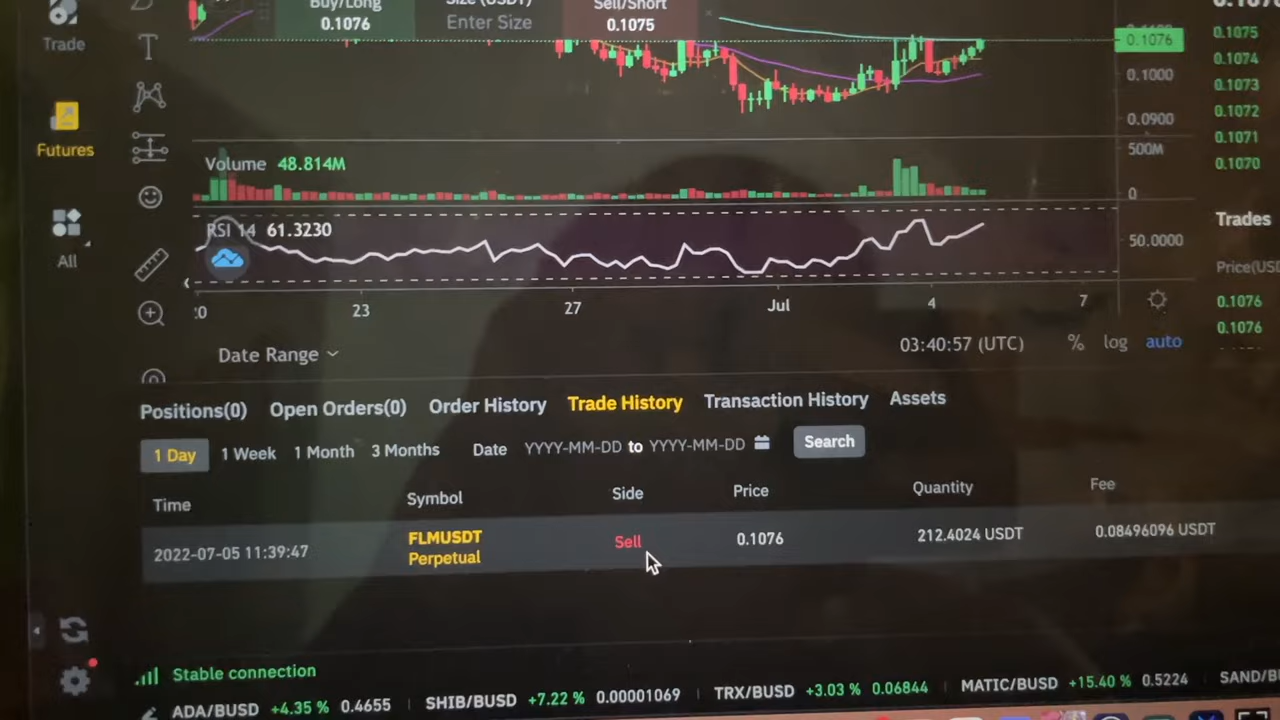 Buy/Long
0.1076
Size (USDT)
Enter Size
Sell/Short
0.1075
Trade
Futures
All
0.1076
0.1000
0.0900
500M
0
50.0000
Volume 48.814M
RSI 14 61.3230
23
27
Jul
4
7
Date Range
03:40:57 (UTC)
%
log
auto
0.1075
0.1074
0.1073
0.1072
0.1071
0.1070
Trades
0.1076
0.1076
Positions(0)
Open Orders(0)
Order History
Trade History
Transaction History
Assets
1 Day
1 Week
1 Month
3 Months
Date
YYYY-MM-DD to YYYY-MM-DD
Search
Time
Symbol
Side
Price
Quantity
Fee
2022-07-05 11:39:47
FLMUSDT
Perpetual
Sell
0.1076
212.4024 USDT
0.08496096 USDT
Stable connection
ADA/BUSD +4.35 % 0.4655
SHIB/BUSD +7.22 % 0.00001069
TRX/BUSD +3.03 % 0.06844
MATIC/BUSD +15.40 % 0.5224